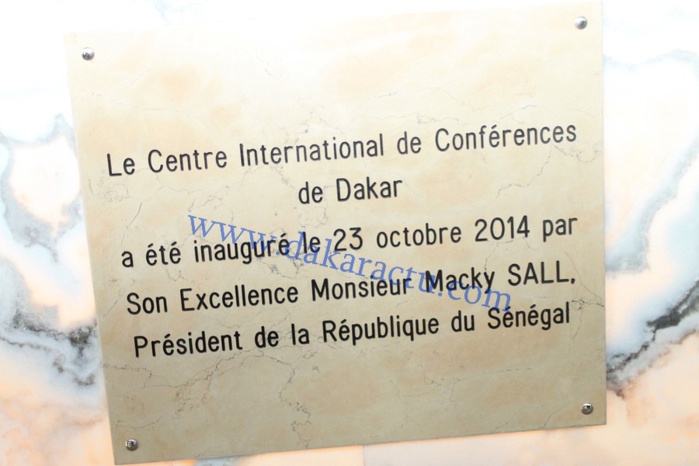 Le Centre International de Conférences
de Dakar
a été inauguré le 23 octobre 2014 par
Son Excellence Monsieur Macky SALL,
Président de la République du Sénégal
www.dakaractu.com